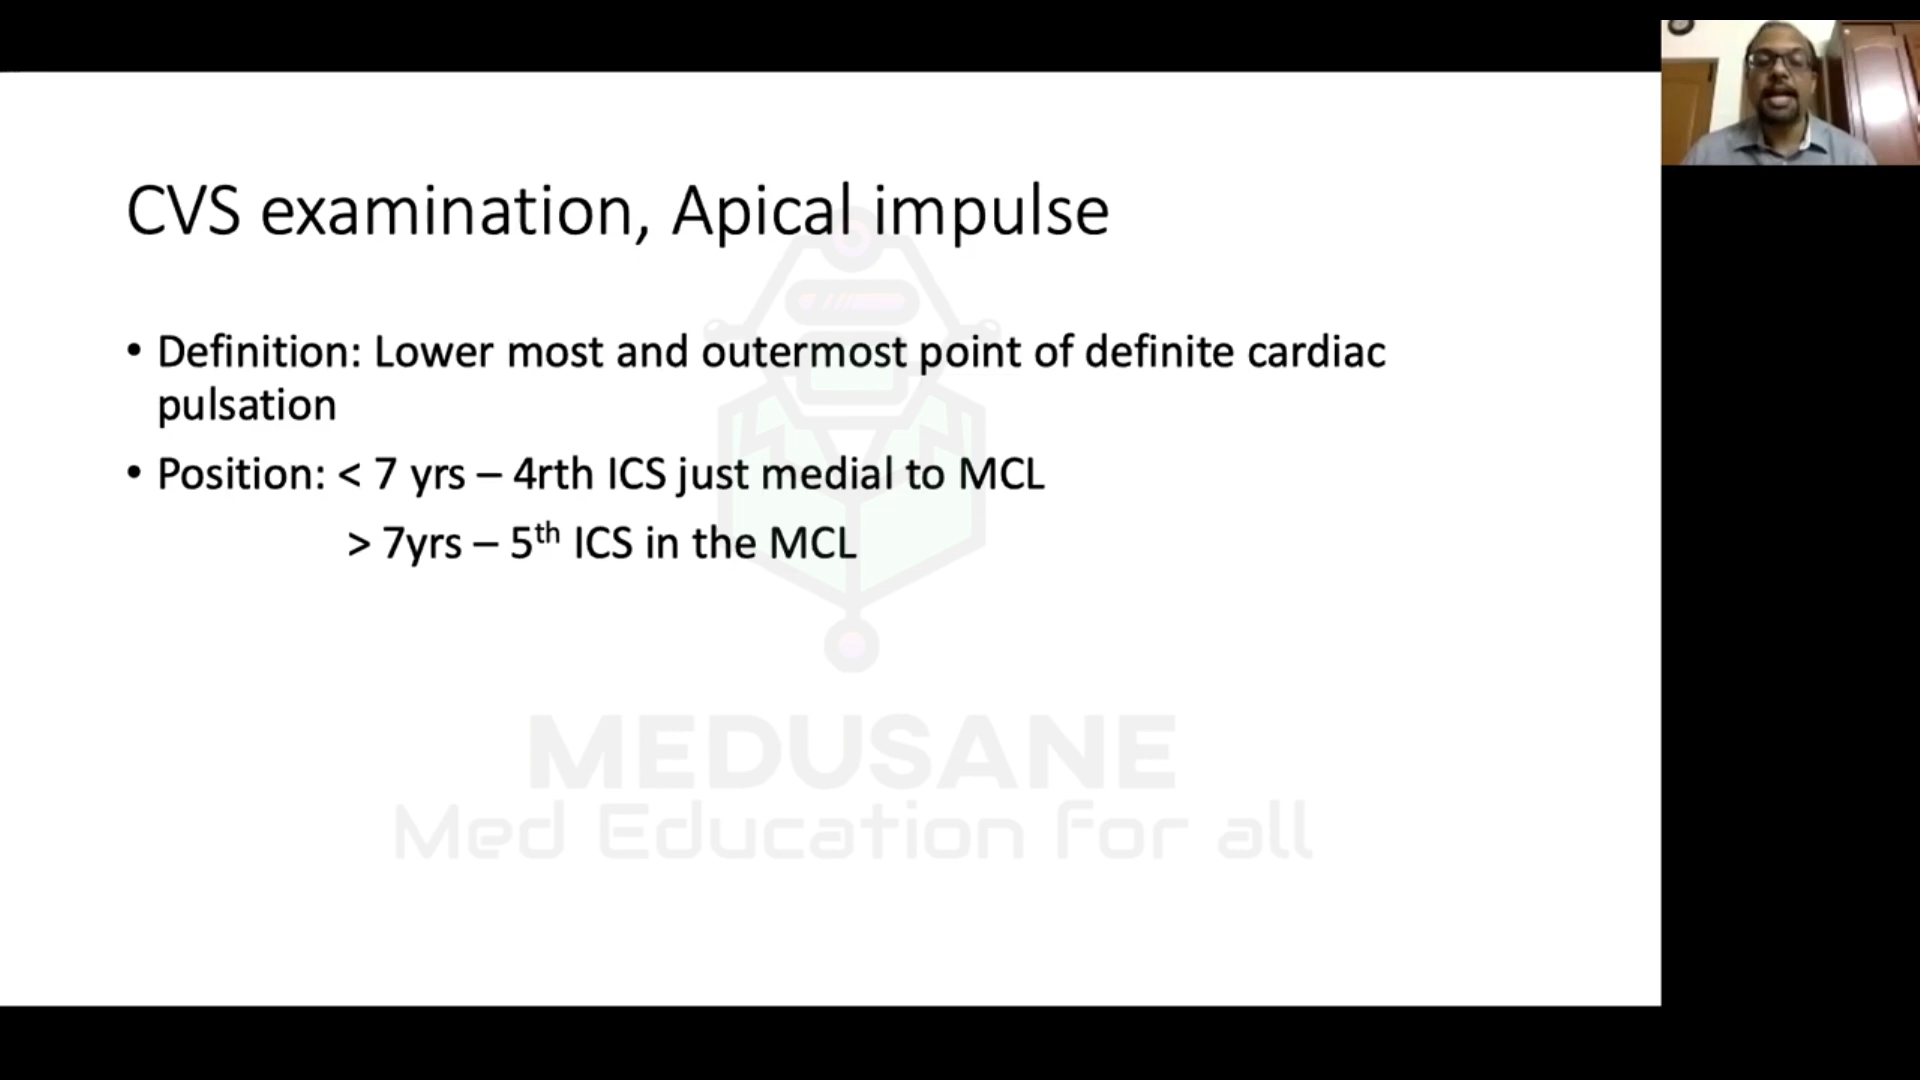 CVS examination, Apical impulse
• Definition: Lower most and outermost point of definite cardiac
pulsation
• Position: < 7 yrs – 4rth ICS just medial to MCL
> 7yrs – 5th ICS in the MCL
MEDUSANE
Med Education for all